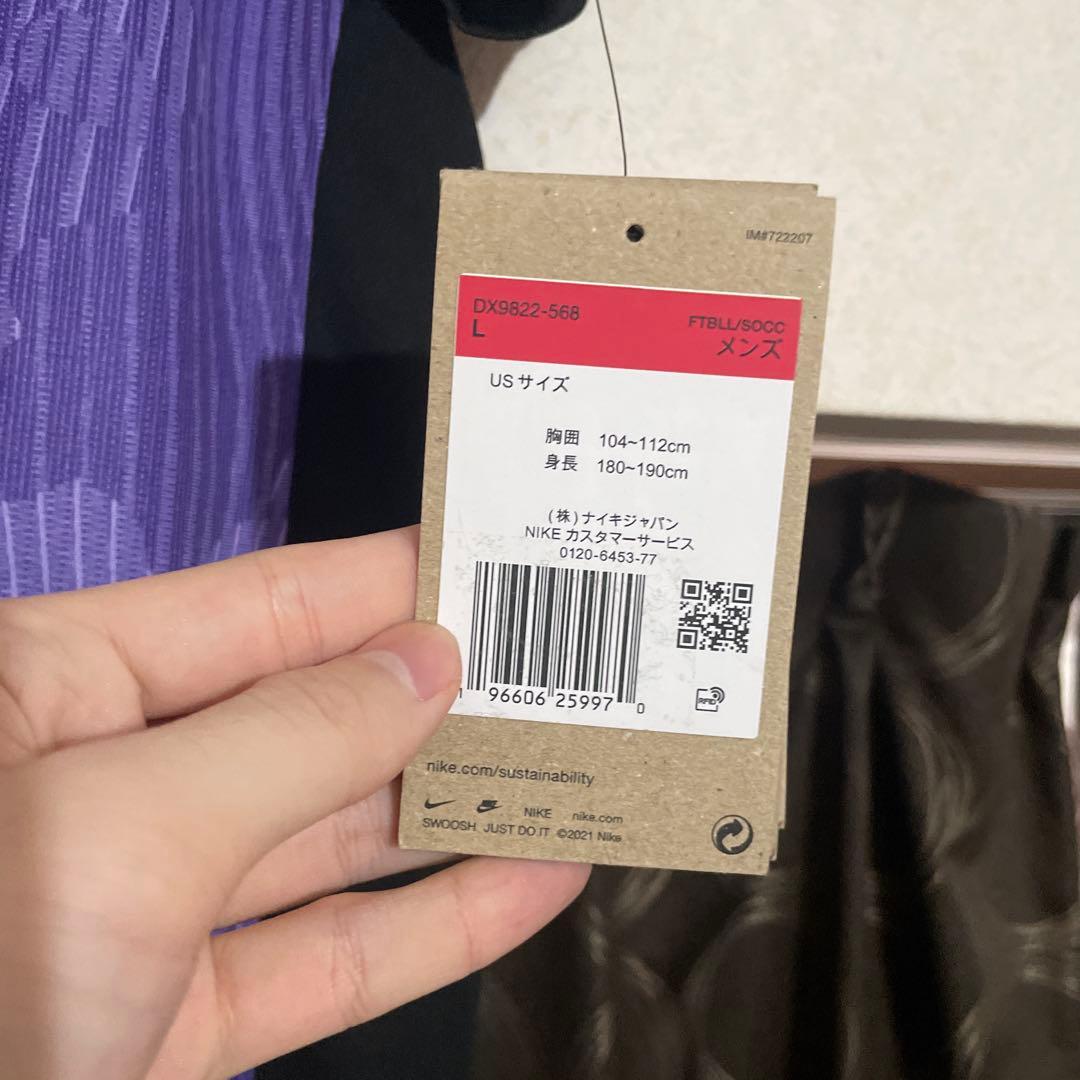 IM#722207
DX9822-568
L
FTBLL/SOCC
メンズ
US サイズ
胸囲 104~112cm
身長 180~190cm
(株)ナイキジャパン
NIKE カスタマーサービス
0120-6453-77
1 96606 25997 0
RFID
nike.com/sustainability
NIKE nike.com
SWOOSH JUST DO IT ©2021 Nike